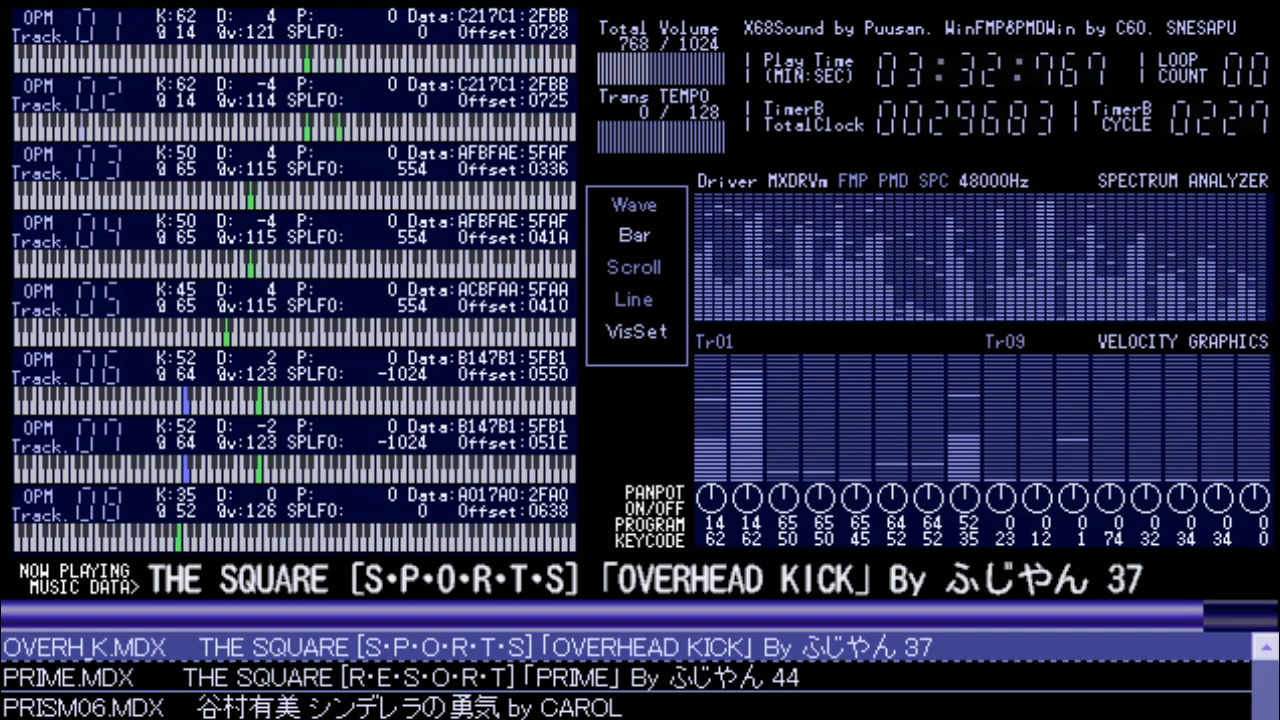 OPM Track. 01 K:62 D: 4 P: 0 Data:C217C1:2FBB
@ 14 @v:121 SPLFO: 0 Offset:0728
OPM Track. 02 K:62 D: -4 P: 0 Data:C217C1:2FBB
@ 14 @v:114 SPLFO: 0 Offset:0725
OPM Track. 03 K:50 D: 4 P: 0 Data:AFBFAE:5FAF
@ 65 @v:115 SPLFO: 554 Offset:0336
OPM Track. 04 K:50 D: -4 P: 0 Data:AFBFAE:5FAF
@ 65 @v:115 SPLFO: 554 Offset:041A
OPM Track. 05 K:45 D: 4 P: 0 Data:ACBFAA:5FAA
@ 65 @v:115 SPLFO: 554 Offset:0410
OPM Track. 06 K:52 D: 2 P: 0 Data:B147B1:5FB1
@ 64 @v:123 SPLFO: -1024 Offset:0550
OPM Track. 07 K:52 D: -2 P: 0 Data:B147B1:5FB1
@ 64 @v:123 SPLFO: -1024 Offset:051E
OPM Track. 08 K:35 D: 0 P: 0 Data:A017A0:2FA0
@ 52 @v:126 SPLFO: 0 Offset:0638
Total Volume
768 / 1024
Trans TEMPO
0 / 128
X68Sound by Puusan. WinFMP&PMDWin by C60. SNESAPU
Play Time (MIN:SEC) 03:32:767 LOOP COUNT 00
TimerB TotalClock 0029683 TimerB CYCLE 0227
Wave
Bar
Scroll
Line
VisSet
Driver MXDRVm FMP PMD SPC 48000Hz SPECTRUM ANALYZER
Tr01 Tr09 VELOCITY GRAPHICS
PANPOT
ON/OFF
PROGRAM 14 14 65 65 65 64 64 52 0 0 0 0 0 0 0 0
KEYCODE 62 62 50 50 45 52 52 35 23 12 1 74 32 34 34 0
NOW PLAYING MUSIC DATA> THE SQUARE [S・P・O・R・T・S] 「OVERHEAD KICK」 By ふじやん 37
OVERH_K.MDX THE SQUARE [S・P・O・R・T・S] 「OVERHEAD KICK」 By ふじやん 37
PRIME.MDX THE SQUARE [R・E・S・O・R・T] 「PRIME」 By ふじやん 44
PRISM06.MDX 谷村有美 シンデレラの勇気 by CAROL